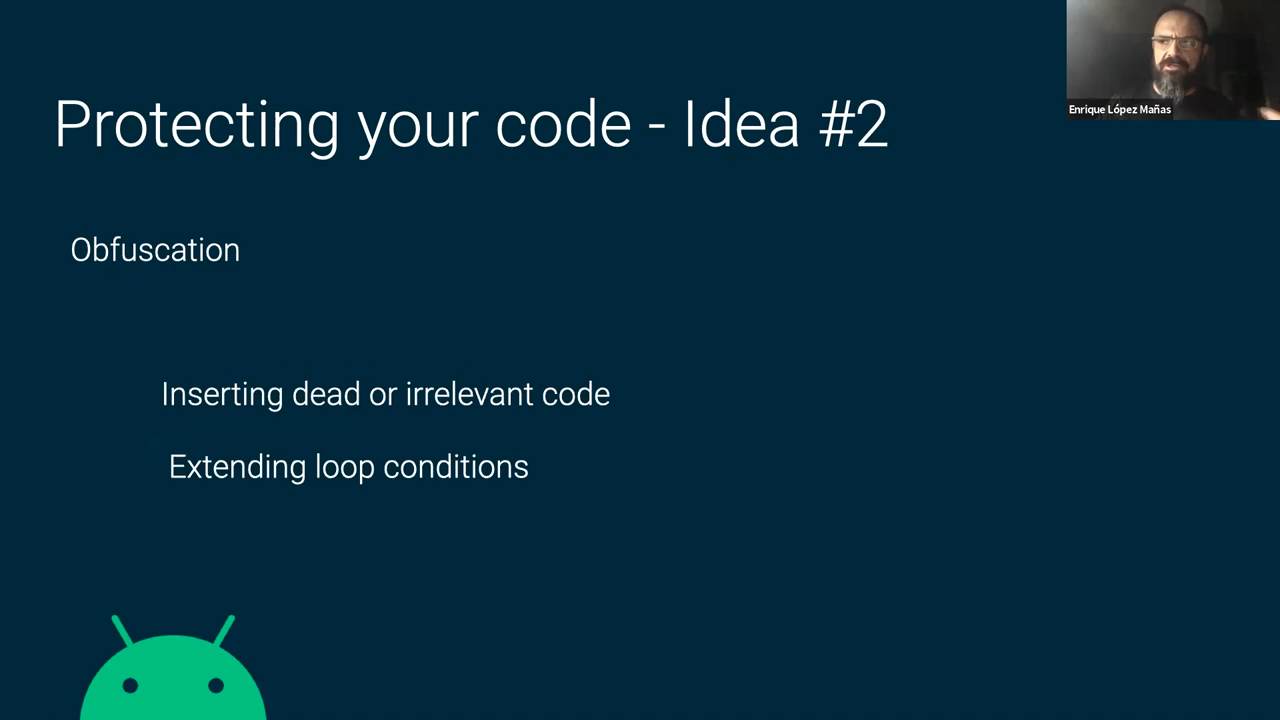 Protecting your code - Idea #2
Enrique López Mañas
Obfuscation
Inserting dead or irrelevant code
Extending loop conditions